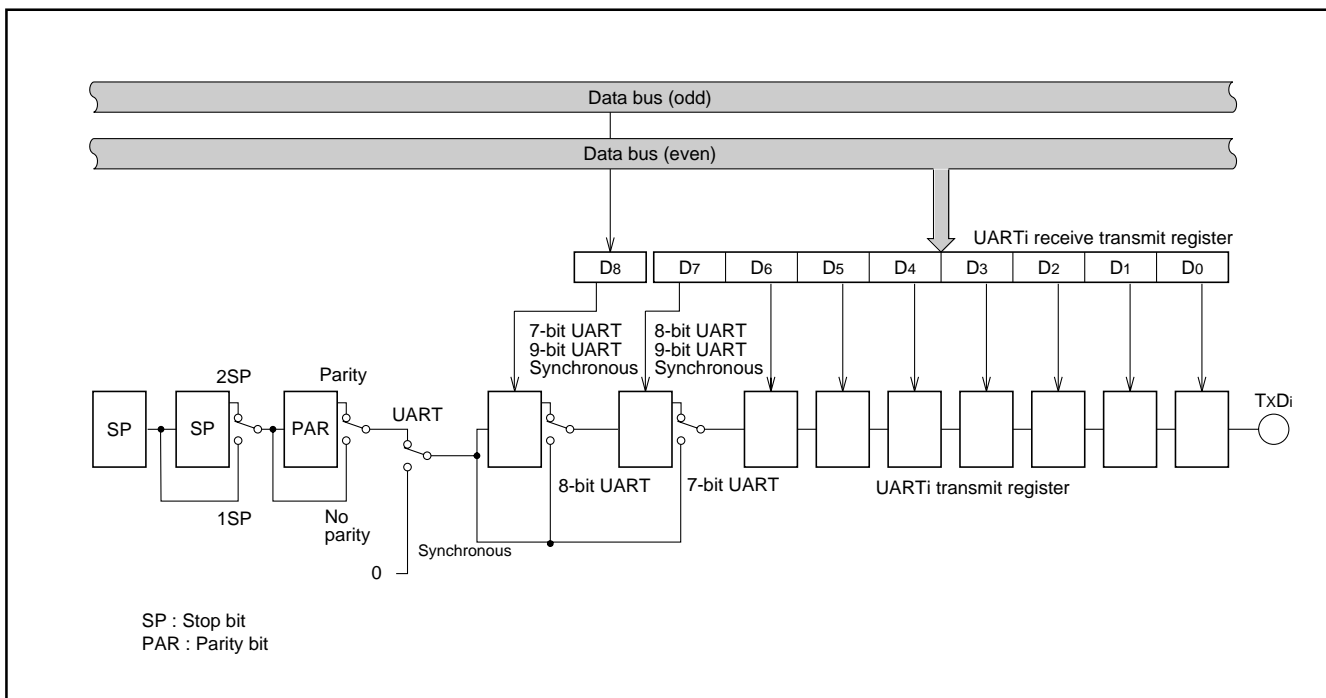 Data bus (odd)
Data bus (even)
UARTi receive transmit register
D8 D7 D6 D5 D4 D3 D2 D1 D0
7-bit UART
9-bit UART
Synchronous
8-bit UART
9-bit UART
Synchronous
2SP
Parity
UART
TXDi
SP
SP
PAR
8-bit UART
7-bit UART
UARTi transmit register
1SP
No
parity
Synchronous
0
SP : Stop bit
PAR : Parity bit